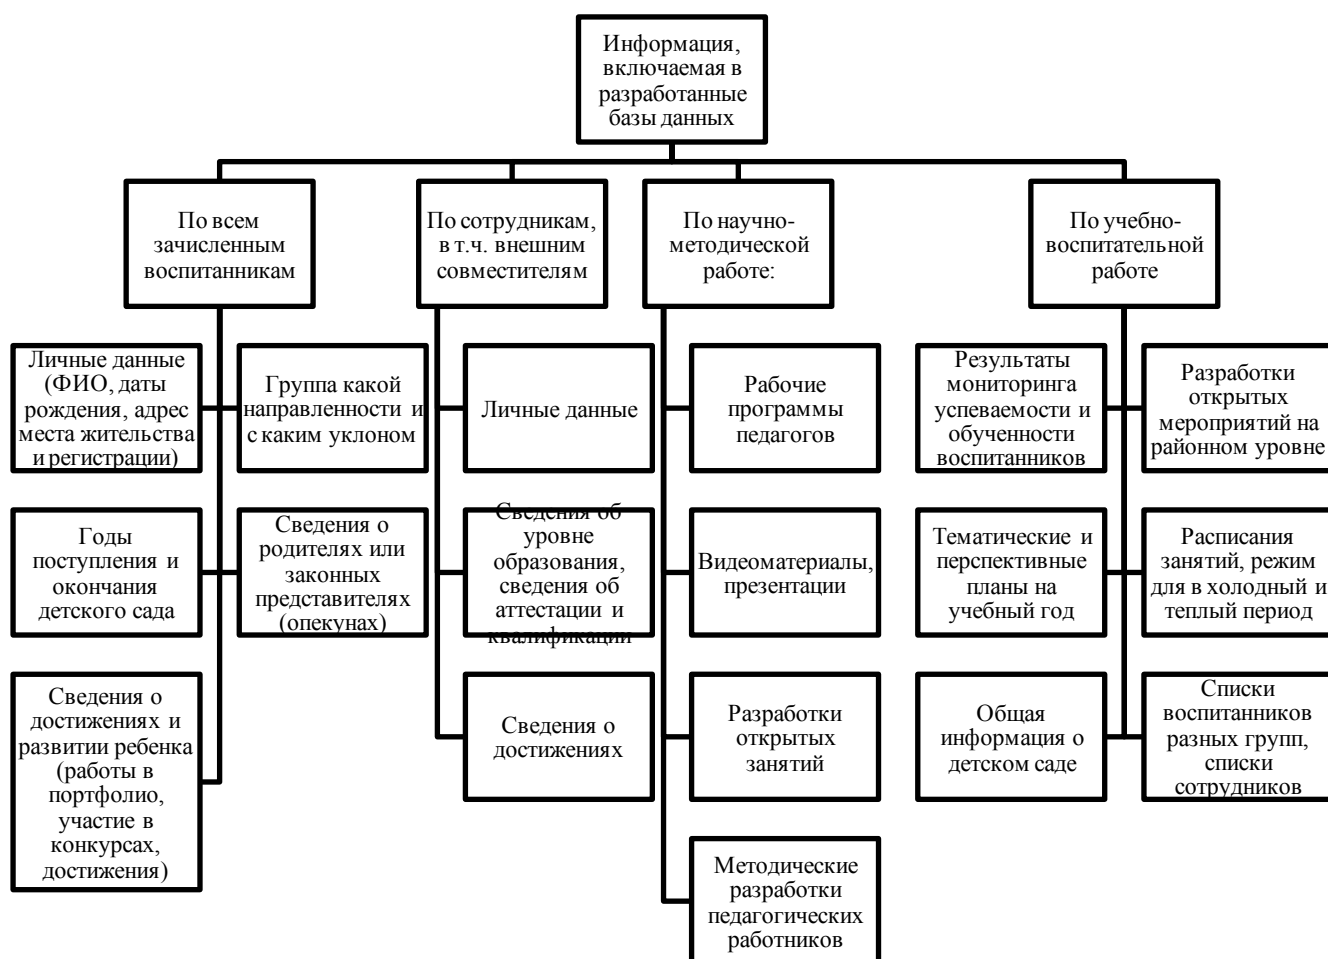 Информация,
включаемая в
разработанные
базы данных
По всем
зачисленным
воспитанникам
По сотрудникам,
в т.ч. внешним
совместителям
По научно-
методической
работе:
По учебно-
воспитательной
работе
Личные данные
(ФИО, даты
рождения, адрес
места жительства
и регистрации)
Группа какой
направленности и
с каким уклоном
Годы
поступления и
окончания
детского сада
Сведения о
родителях или
законных
представителях
(опекунах)
Сведения о
достижениях и
развитии ребенка
(работы в
портфолио,
участие в
конкурсах,
достижения)
Личные данные
Сведения об
уровне
образования,
сведения об
аттестации и
квалификации
Сведения о
достижениях
Рабочие
программы
педагогов
Видеоматериалы,
презентации
Разработки
открытых
занятий
Методические
разработки
педагогических
работников
Результаты
мониторинга
успеваемости и
обученности
воспитанников
Разработки
открытых
мероприятий на
районном уровне
Тематические и
перспективные
планы на
учебный год
Расписания
занятий, режим
для в холодный и
теплый период
Общая
информация о
детском саде
Списки
воспитанников
разных групп,
списки
сотрудников